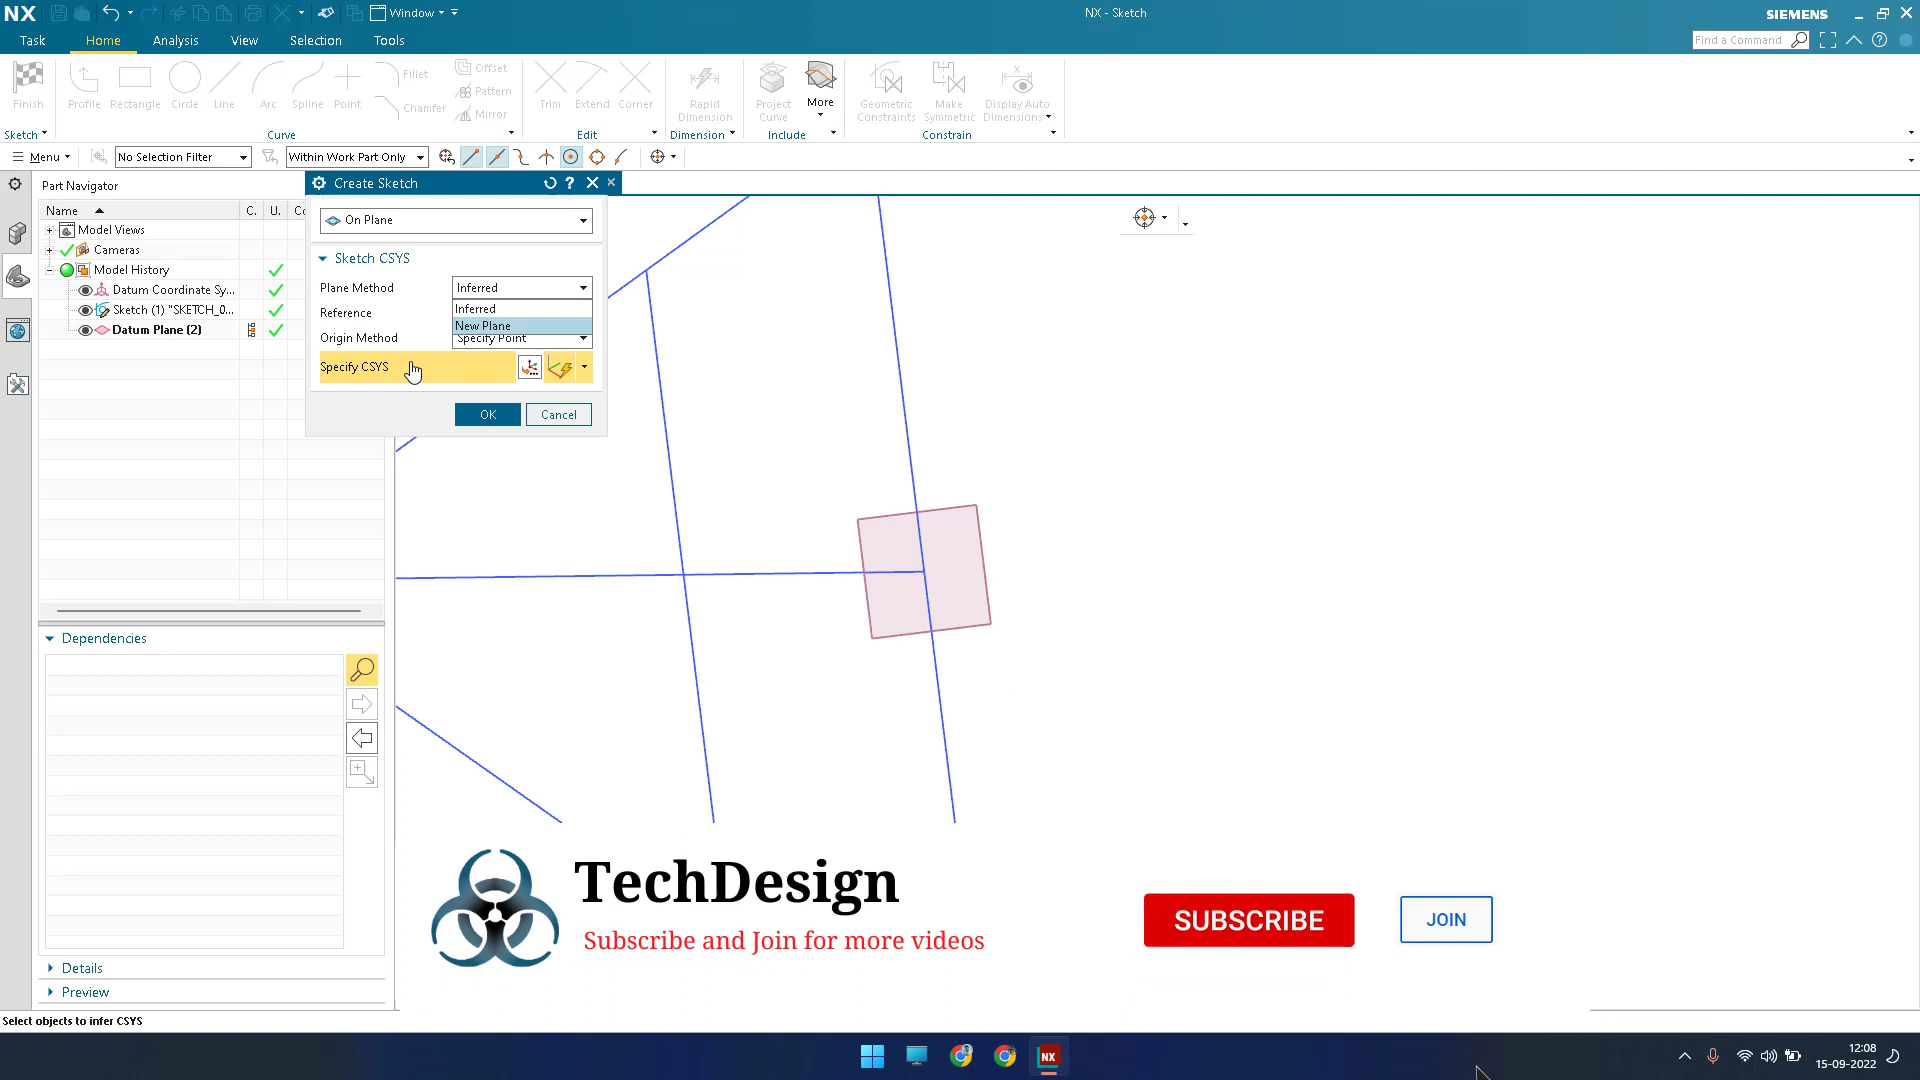 NX
Window
NX - Sketch
SIEMENS
Task
Home
Analysis
View
Selection
Tools
Find a Command
Finish
Profile
Rectangle
Circle
Line
Arc
Spline
Point
Fillet
Chamfer
Offset
Pattern
Mirror
Trim
Extend
Corner
Rapid
Dimension
Project
Curve
More
Geometric
Constraints
Make
Symmetric
Display Auto
Dimensions
Sketch
Curve
Edit
Dimension
Include
Constrain
Menu
No Selection Filter
Within Work Part Only
Part Navigator
Name
C.
U.
Model Views
Cameras
Model History
Datum Coordinate Sy...
Sketch (1) "SKETCH_0...
Datum Plane (2)
Create Sketch
On Plane
Sketch CSYS
Plane Method
Inferred
Inferred
New Plane
Reference
Origin Method
Specify Point
Specify CSYS
OK
Cancel
Dependencies
Details
Preview
TechDesign
Subscribe and Join for more videos
SUBSCRIBE
JOIN
Select objects to infer CSYS
NX
12:08
15-09-2022